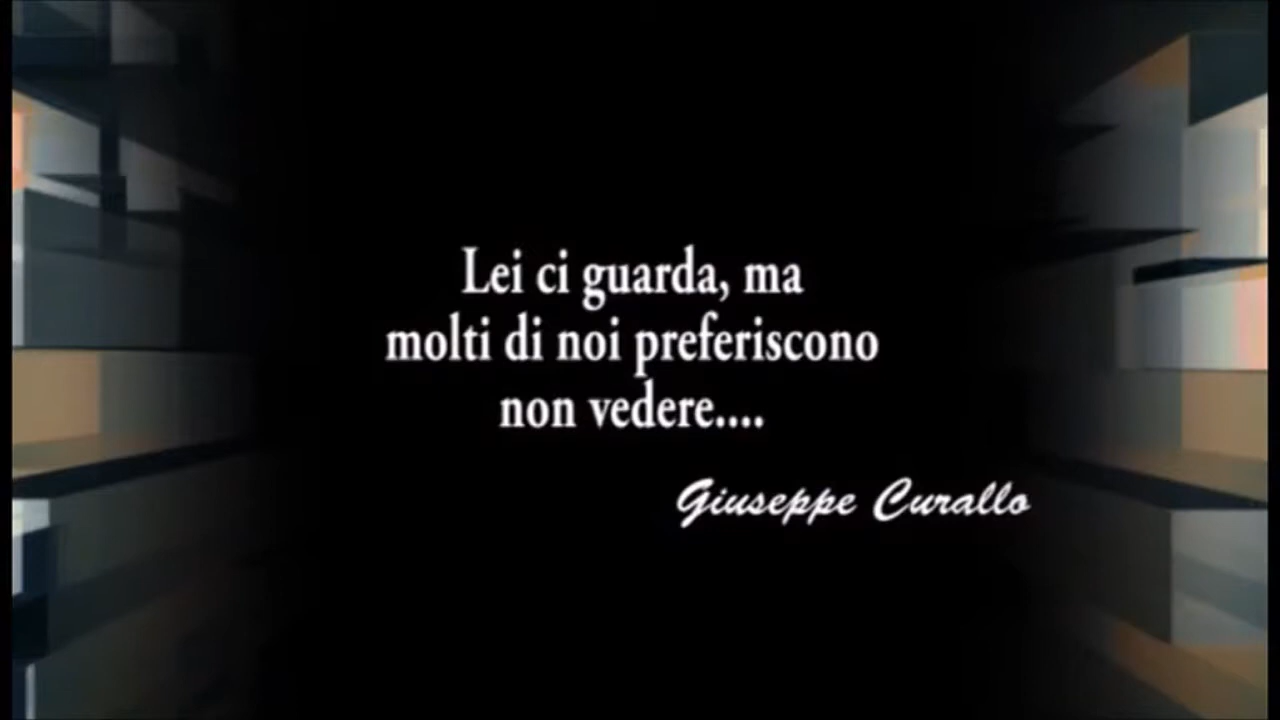 Lei ci guarda, ma
molti di noi preferiscono
non vedere....
Giuseppe Curallo